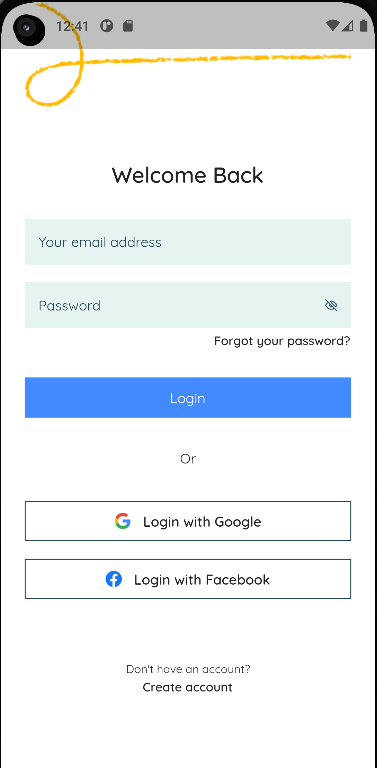 12:41
Welcome Back
Your email address
Password
Forgot your password?
Login
Or
Login with Google
Login with Facebook
Don't have an account?
Create account